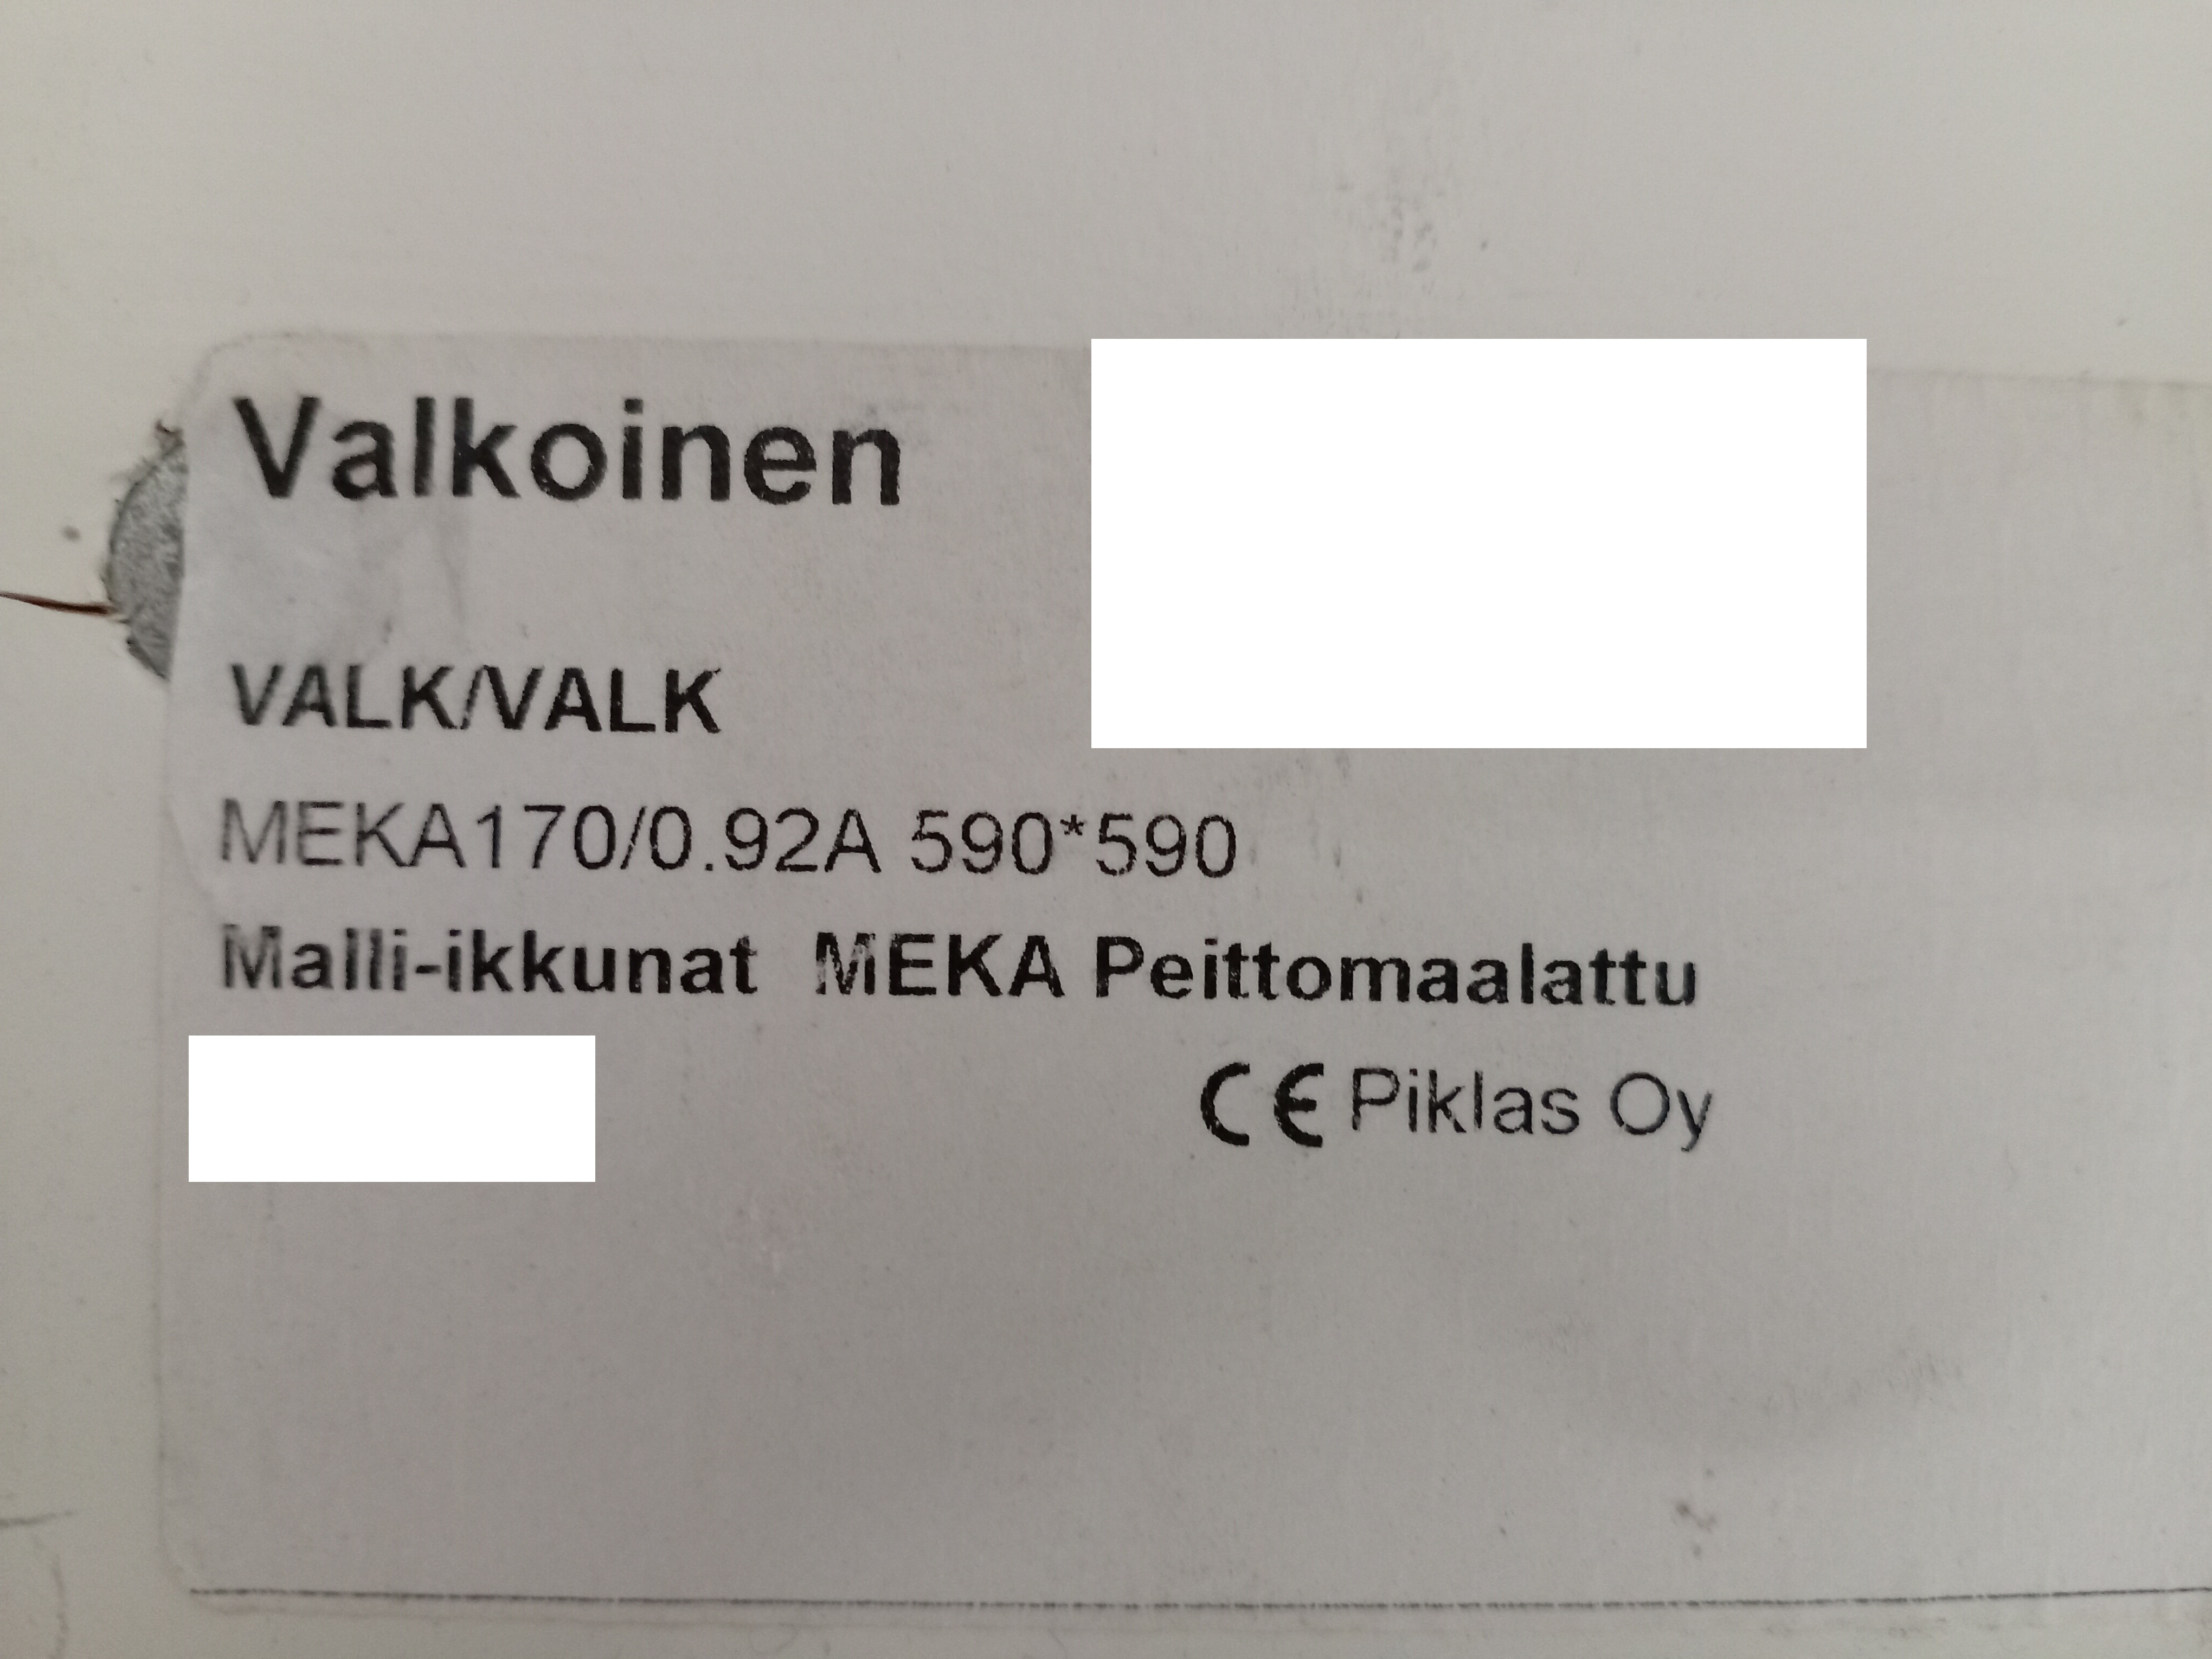 Valkoinen
VALK/VALK
MEKA170/0.92A 590*590
Malli-ikkunat MEKA Peittomaalattu
CE Piklas Oy